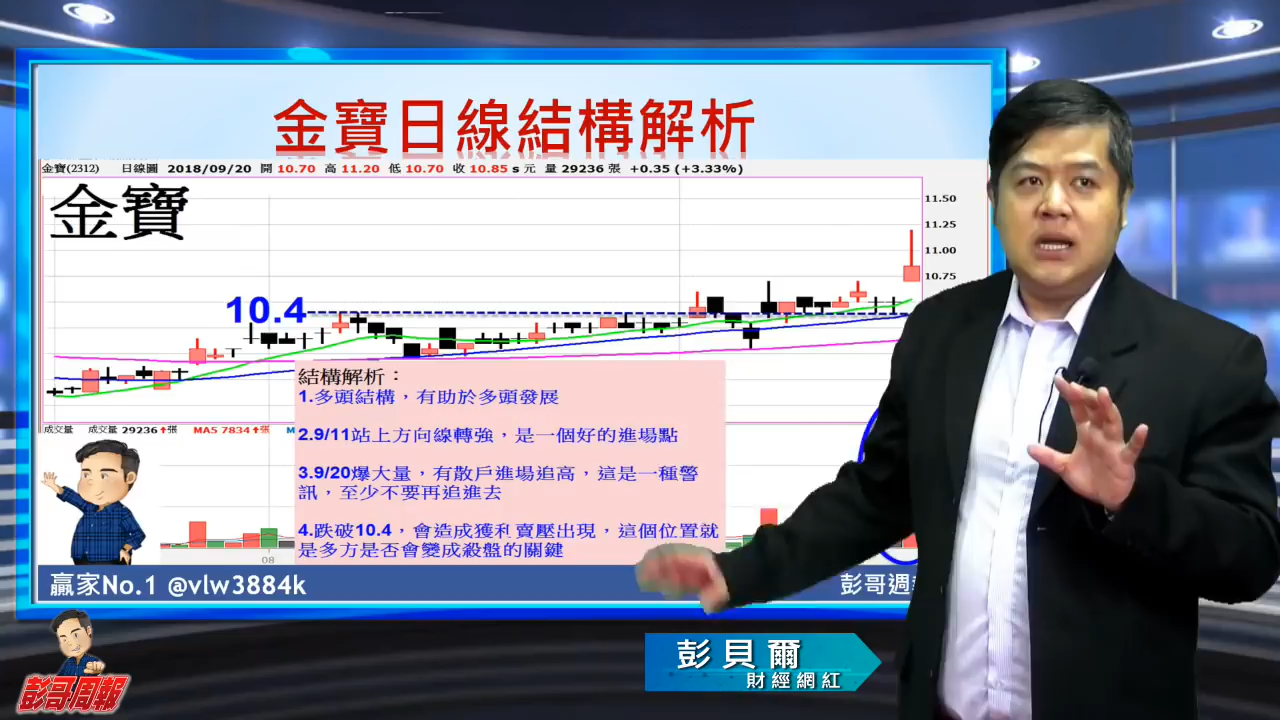 金寶日線結構解析
金寶(2312) 日線圖 2018/09/20 開 10.70 高 11.20 低 10.70 收 10.85 s 元 量 29236 張 +0.35 (+3.33%)
金寶
11.50
11.25
11.00
10.75
10.4
結構解析：
1.多頭結構，有助於多頭發展
2.9/11站上方向線轉強，是一個好的進場點
3.9/20爆大量，有散戶進場追高，這是一種警
訊，至少不要再追進去
4.跌破10.4，會造成獲利賣壓出現，這個位置就
是多方是否會變成殺盤的關鍵
成交量 成交量 29236↑張 MA5 7834↑張 M
08
贏家No.1 @vlw3884k
彭哥週
彭貝爾
財經網紅
彭哥周報